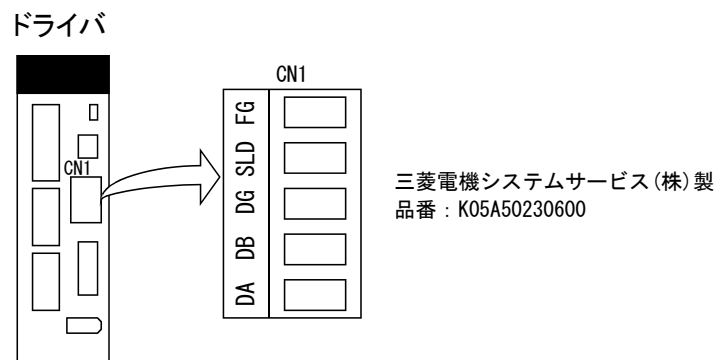 ドライバ
CN1
CN1
FG
SLD
DG
DB
DA
三菱電機システムサービス(株)製
品番：K05A50230600